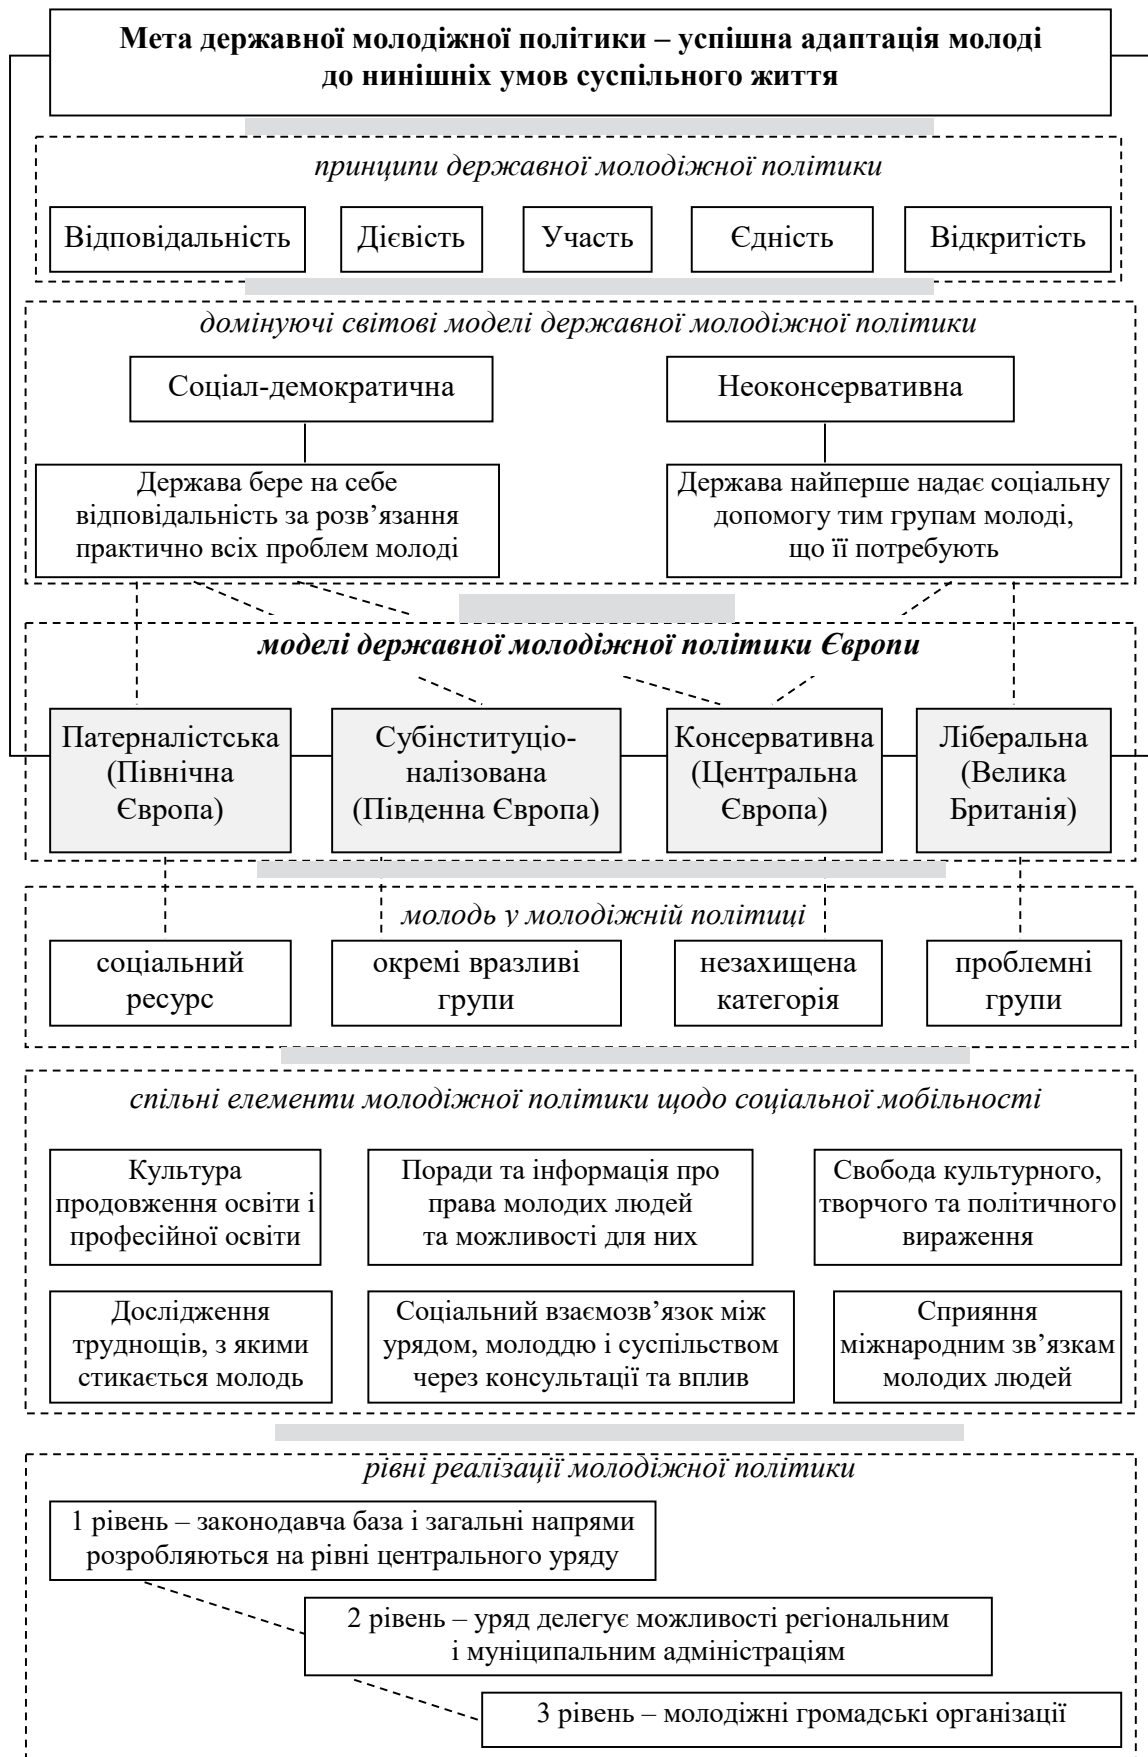 Мета державної молодіжної політики – успішна адаптація молоді
до нинішніх умов суспільного життя
принципи державної молодіжної політики
Відповідальність
Дієвість
Участь
Єдність
Відкритість
домінуючі світові моделі державної молодіжної політики
Соціал-демократична
Неоконсервативна
Держава бере на себе
відповідальність за розв’язання
практично всіх проблем молоді
Держава найперше надає соціальну
допомогу тим групам молоді,
що її потребують
моделі державної молодіжної політики Європи
Патерналістська
(Північна
Європа)
Субінституціо-
налізована
(Південна Європа)
Консервативна
(Центральна
Європа)
Ліберальна
(Велика
Британія)
молодь у молодіжній політиці
соціальний
ресурс
окремі вразливі
групи
незахищена
категорія
проблемні
групи
спільні елементи молодіжної політики щодо соціальної мобільності
Культура
продовження освіти і
професійної освіти
Поради та інформація про
права молодих людей
та можливості для них
Свобода культурного,
творчого та політичного
вираження
Дослідження
труднощів, з якими
стикається молодь
Соціальний взаємозв’язок між
урядом, молоддю і суспільством
через консультації та вплив
Сприяння
міжнародним зв’язкам
молодих людей
рівні реалізації молодіжної політики
1 рівень – законодавча база і загальні напрями
розробляються на рівні центрального уряду
2 рівень – уряд делегує можливості регіональним
і муніципальним адміністраціям
3 рівень – молодіжні громадські організації